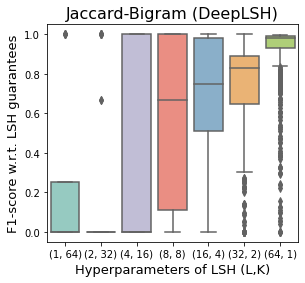 Jaccard-Bigram (DeepLSH)
F1-score w.r.t. LSH guarantees
1.0
0.8
0.6
0.4
0.2
0.0
(1, 64) (2, 32) (4, 16) (8, 8) (16, 4) (32, 2) (64, 1)
Hyperparameters of LSH (L,K)